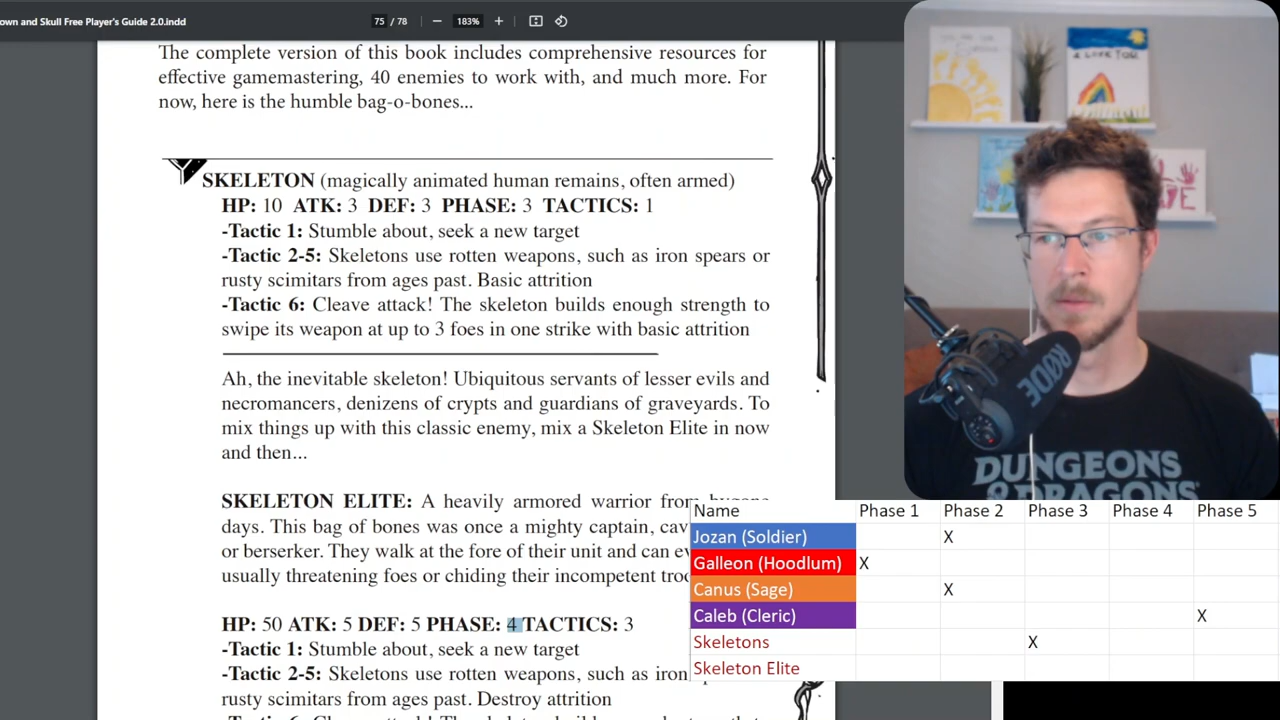 own and Skull Free Player's Guide 2.0.indd
75 / 78
183%
The complete version of this book includes comprehensive resources for
effective gamemastering, 40 enemies to work with, and much more. For
now, here is the humble bag-o-bones...
SKELETON (magically animated human remains, often armed)
HP: 10 ATK: 3 DEF: 3 PHASE: 3 TACTICS: 1
-Tactic 1: Stumble about, seek a new target
-Tactic 2-5: Skeletons use rotten weapons, such as iron spears or
rusty scimitars from ages past. Basic attrition
-Tactic 6: Cleave attack! The skeleton builds enough strength to
swipe its weapon at up to 3 foes in one strike with basic attrition
Ah, the inevitable skeleton! Ubiquitous servants of lesser evils and
necromancers, denizens of crypts and guardians of graveyards. To
mix things up with this classic enemy, mix a Skeleton Elite in now
and then...
SKELETON ELITE: A heavily armored warrior from
days. This bag of bones was once a mighty captain, cav
or berserker. They walk at the fore of their unit and can ev
usually threatening foes or chiding their incompetent troo
HP: 50 ATK: 5 DEF: 5 PHASE: 4 TACTICS: 3
-Tactic 1: Stumble about, seek a new target
-Tactic 2-5: Skeletons use rotten weapons, such as iron
rusty scimitars from ages past. Destroy attrition
I LOVE YOU
RØDE
DUNGEONS
& DRAGONS
Name Phase 1 Phase 2 Phase 3 Phase 4 Phase 5
Jozan (Soldier) X
Galleon (Hoodlum) X
Canus (Sage) X
Caleb (Cleric) X
Skeletons X
Skeleton Elite